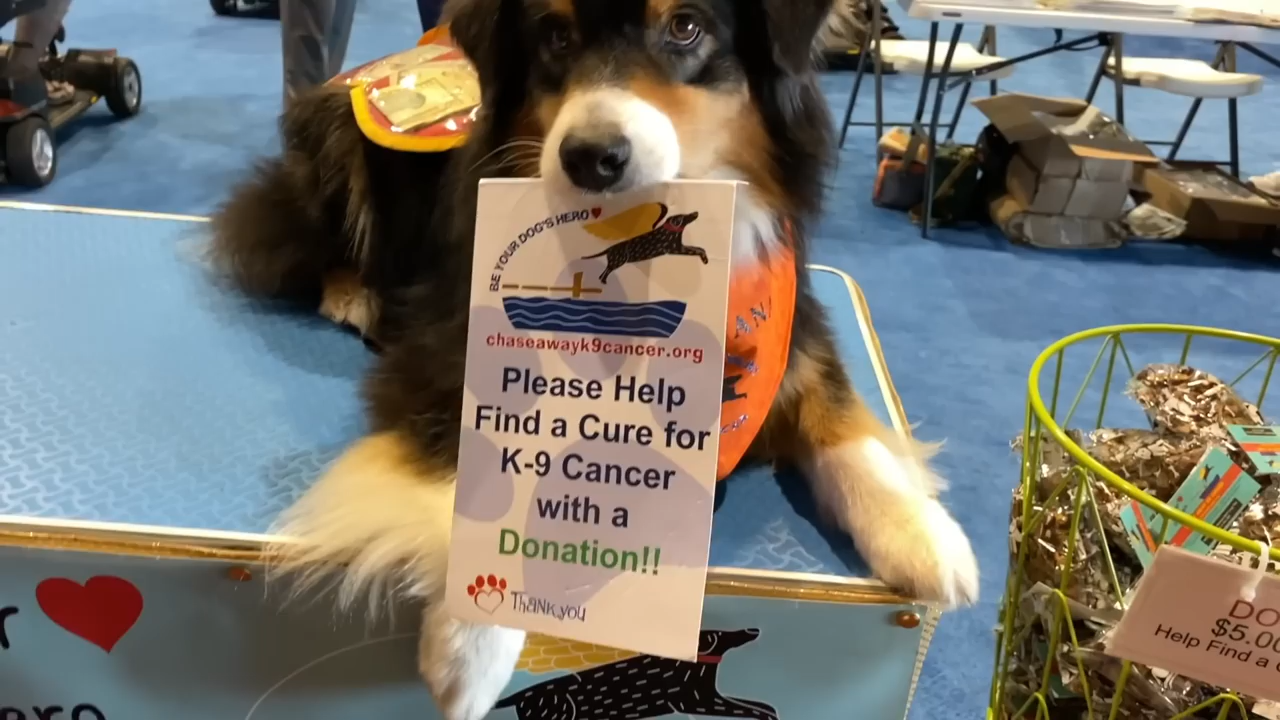 BE YOUR DOG'S HERO
chaseawayk9cancer.org
Please Help
Find a Cure for
K-9 Cancer
with a
Donation!!
Thank you
DO
$5.00
Help Find a